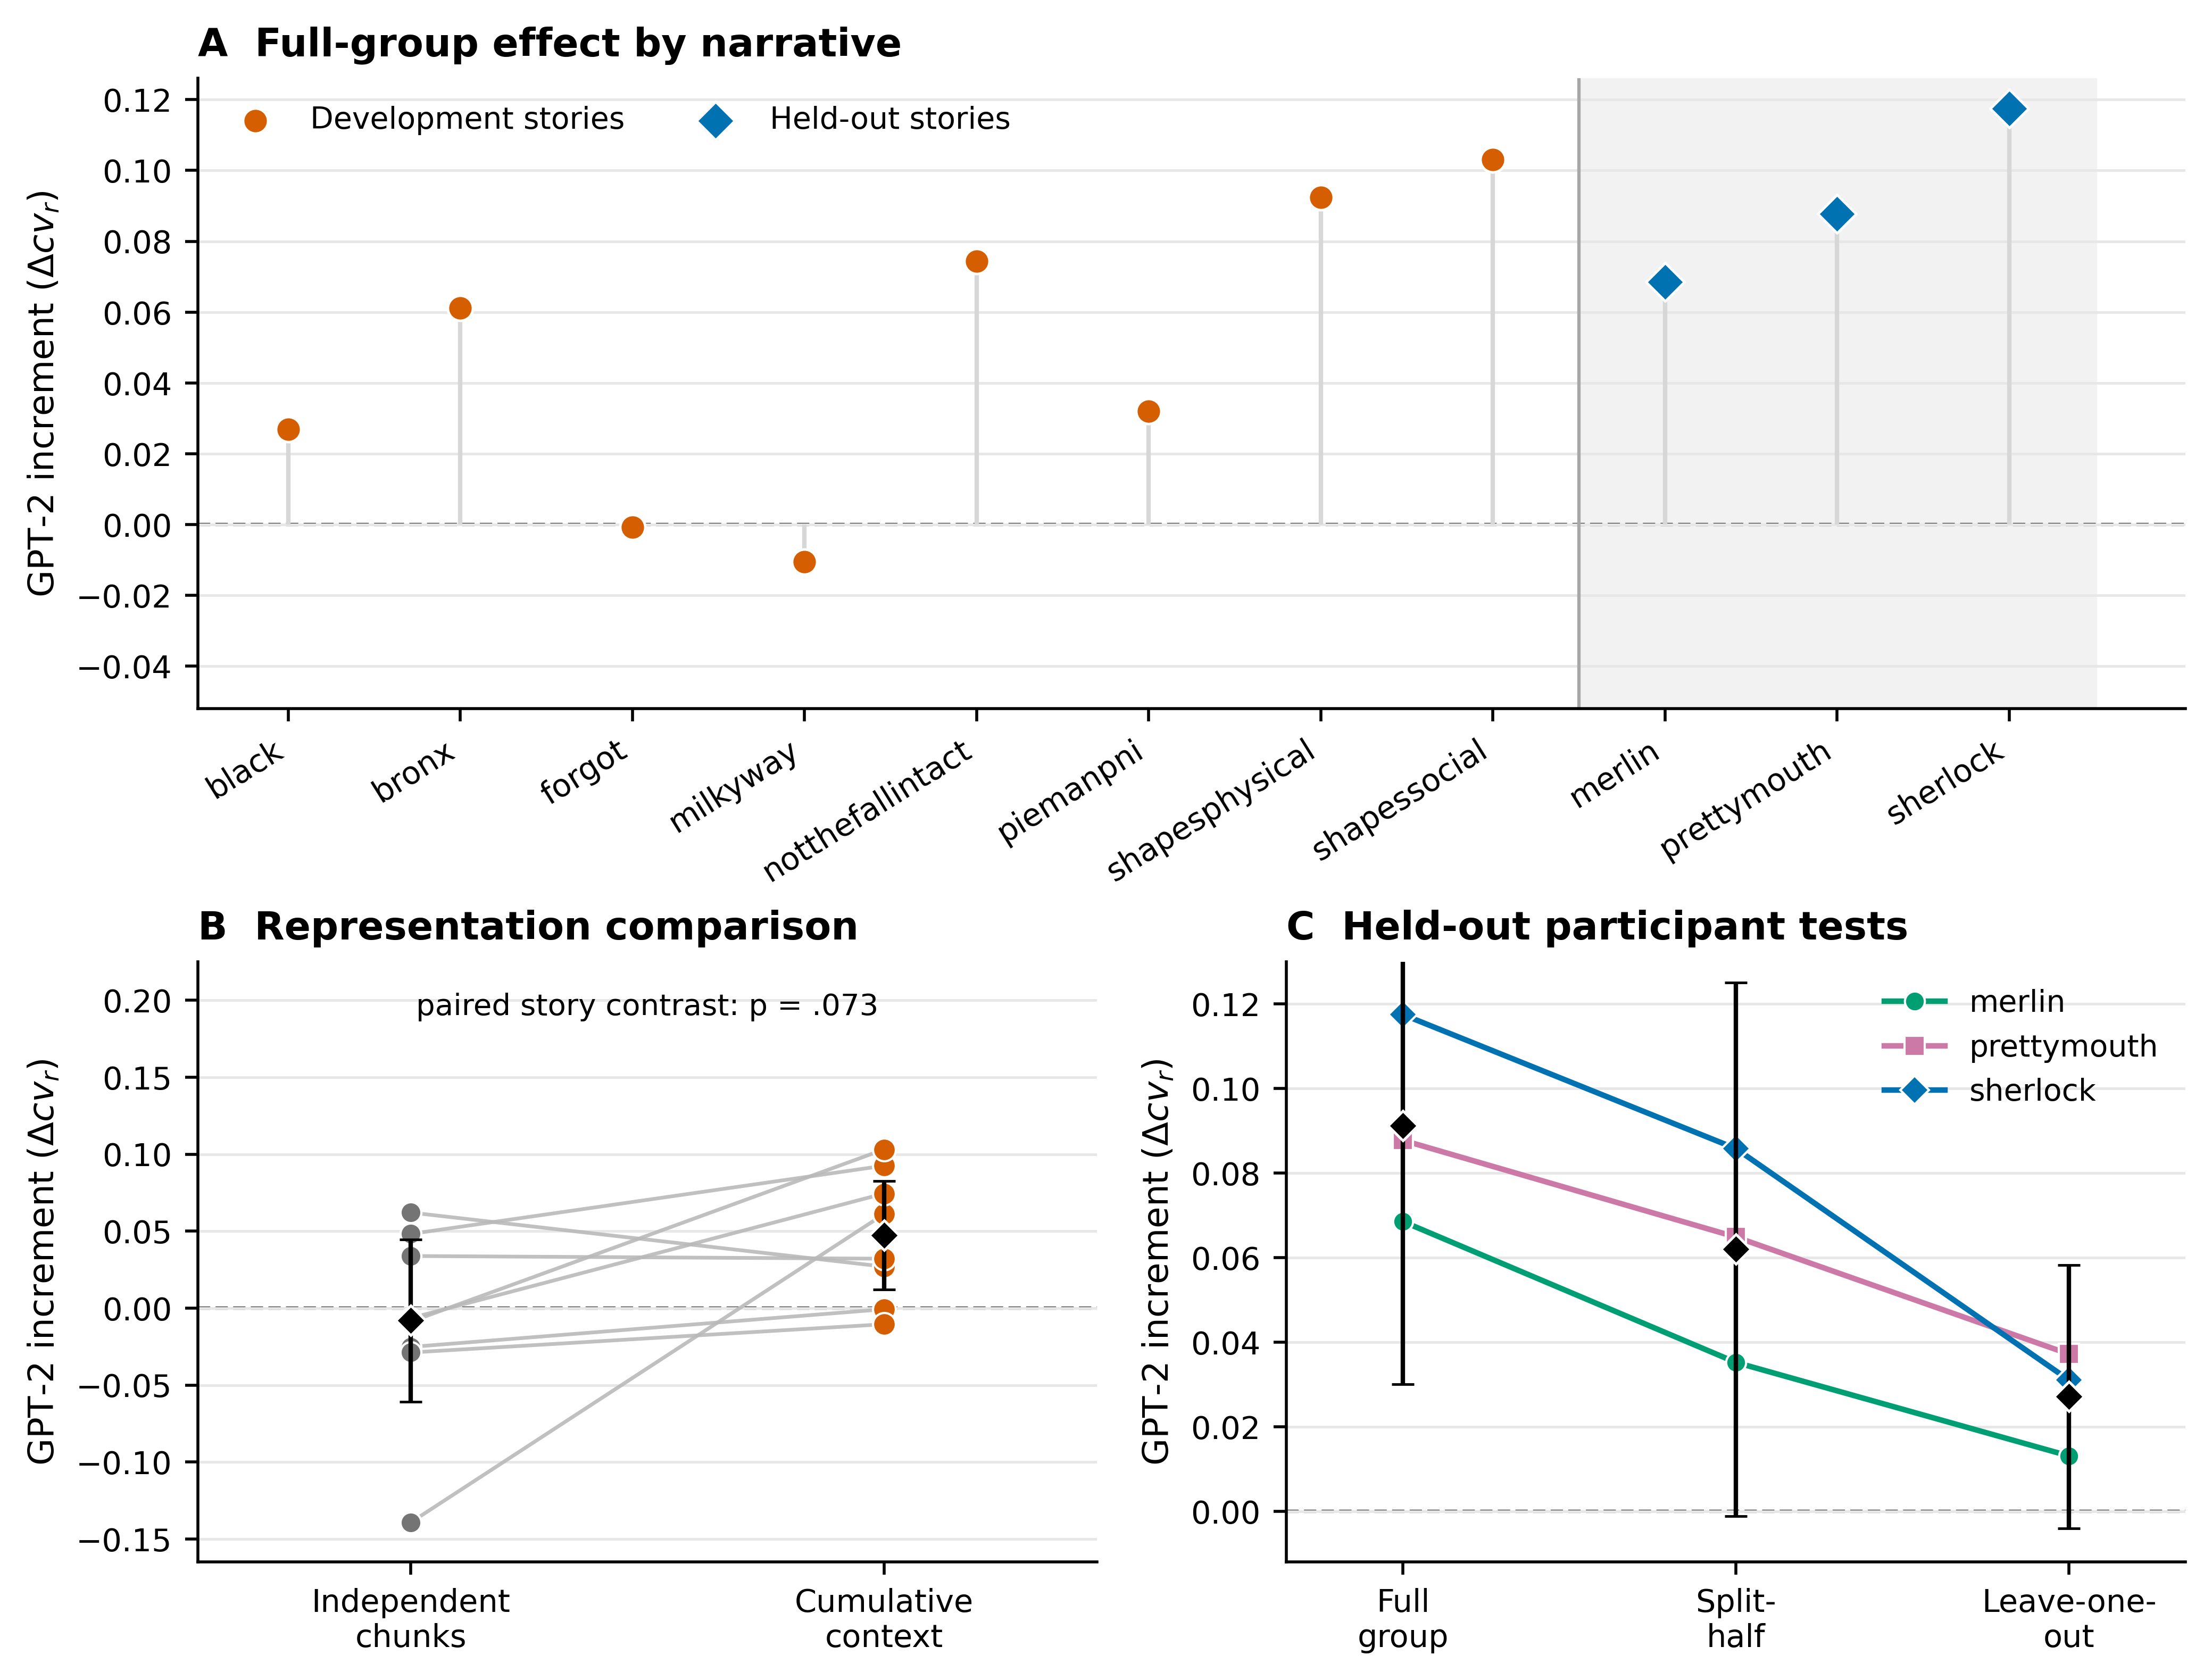 A Full-group effect by narrative
Development stories
Held-out stories
GPT-2 increment (Δcvᵣ)
0.12
0.10
0.08
0.06
0.04
0.02
0.00
−0.02
−0.04
black
bronx
forgot
milkyway
notthefallintact
piemanpni
shapesphysical
shapessocial
merlin
prettymouth
sherlock
B Representation comparison
paired story contrast: p = .073
GPT-2 increment (Δcvᵣ)
0.20
0.15
0.10
0.05
0.00
−0.05
−0.10
−0.15
Independent
chunks
Cumulative
context
C Held-out participant tests
merlin
prettymouth
sherlock
GPT-2 increment (Δcvᵣ)
0.12
0.10
0.08
0.06
0.04
0.02
0.00
Full
group
Split-
half
Leave-one-
out